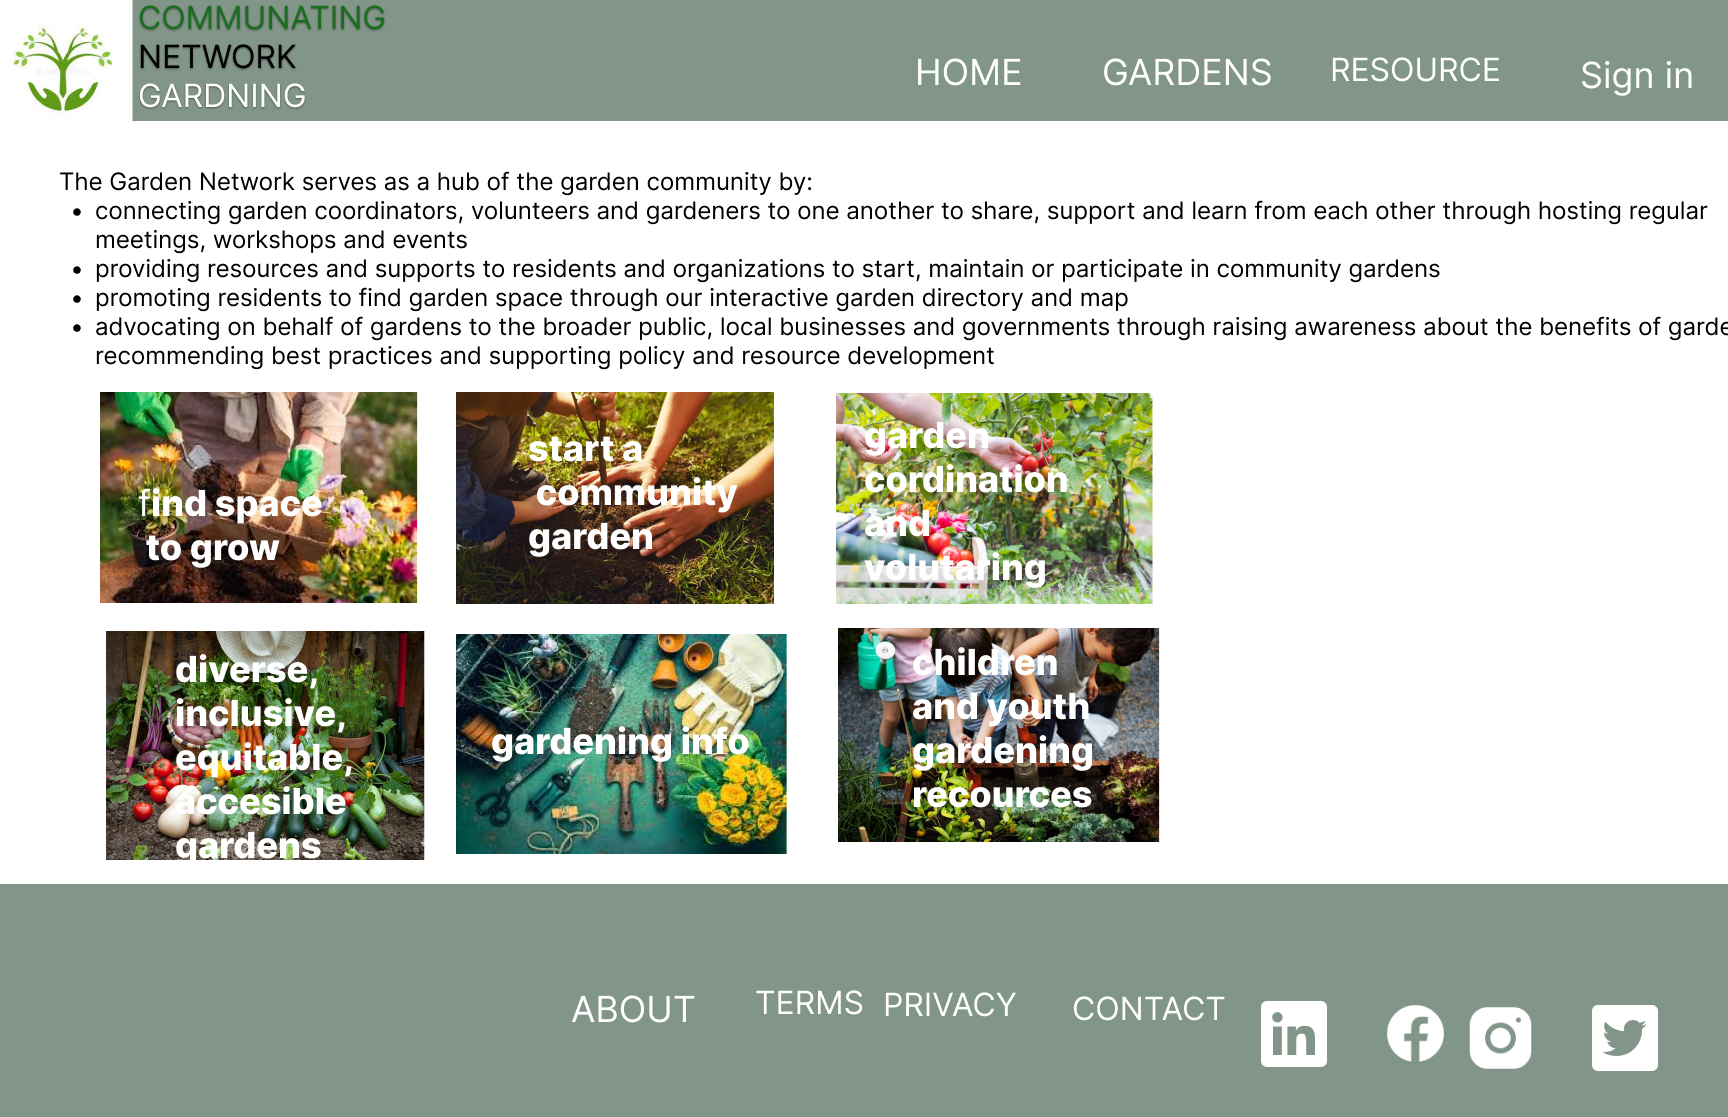 COMMUNATING
NETWORK
GARDNING
HOME
GARDENS
RESOURCE
Sign in
The Garden Network serves as a hub of the garden community by:
• connecting garden coordinators, volunteers and gardeners to one another to share, support and learn from each other through hosting regular
meetings, workshops and events
• providing resources and supports to residents and organizations to start, maintain or participate in community gardens
• promoting residents to find garden space through our interactive garden directory and map
• advocating on behalf of gardens to the broader public, local businesses and governments through raising awareness about the benefits of garde
recommending best practices and supporting policy and resource development
find space
to grow
start a
community
garden
garden
cordination
and
volutaring
diverse,
inclusive,
equitable,
accesible
gardens
gardening info
children
and youth
gardening
recources
ABOUT
TERMS
PRIVACY
CONTACT
in